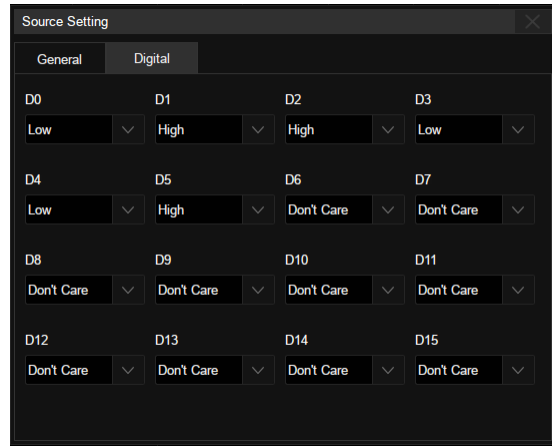 Source Setting
General Digital
D0 D1 D2 D3
Low High High Low
D4 D5 D6 D7
Low High Don't Care Don't Care
D8 D9 D10 D11
Don't Care Don't Care Don't Care Don't Care
D12 D13 D14 D15
Don't Care Don't Care Don't Care Don't Care